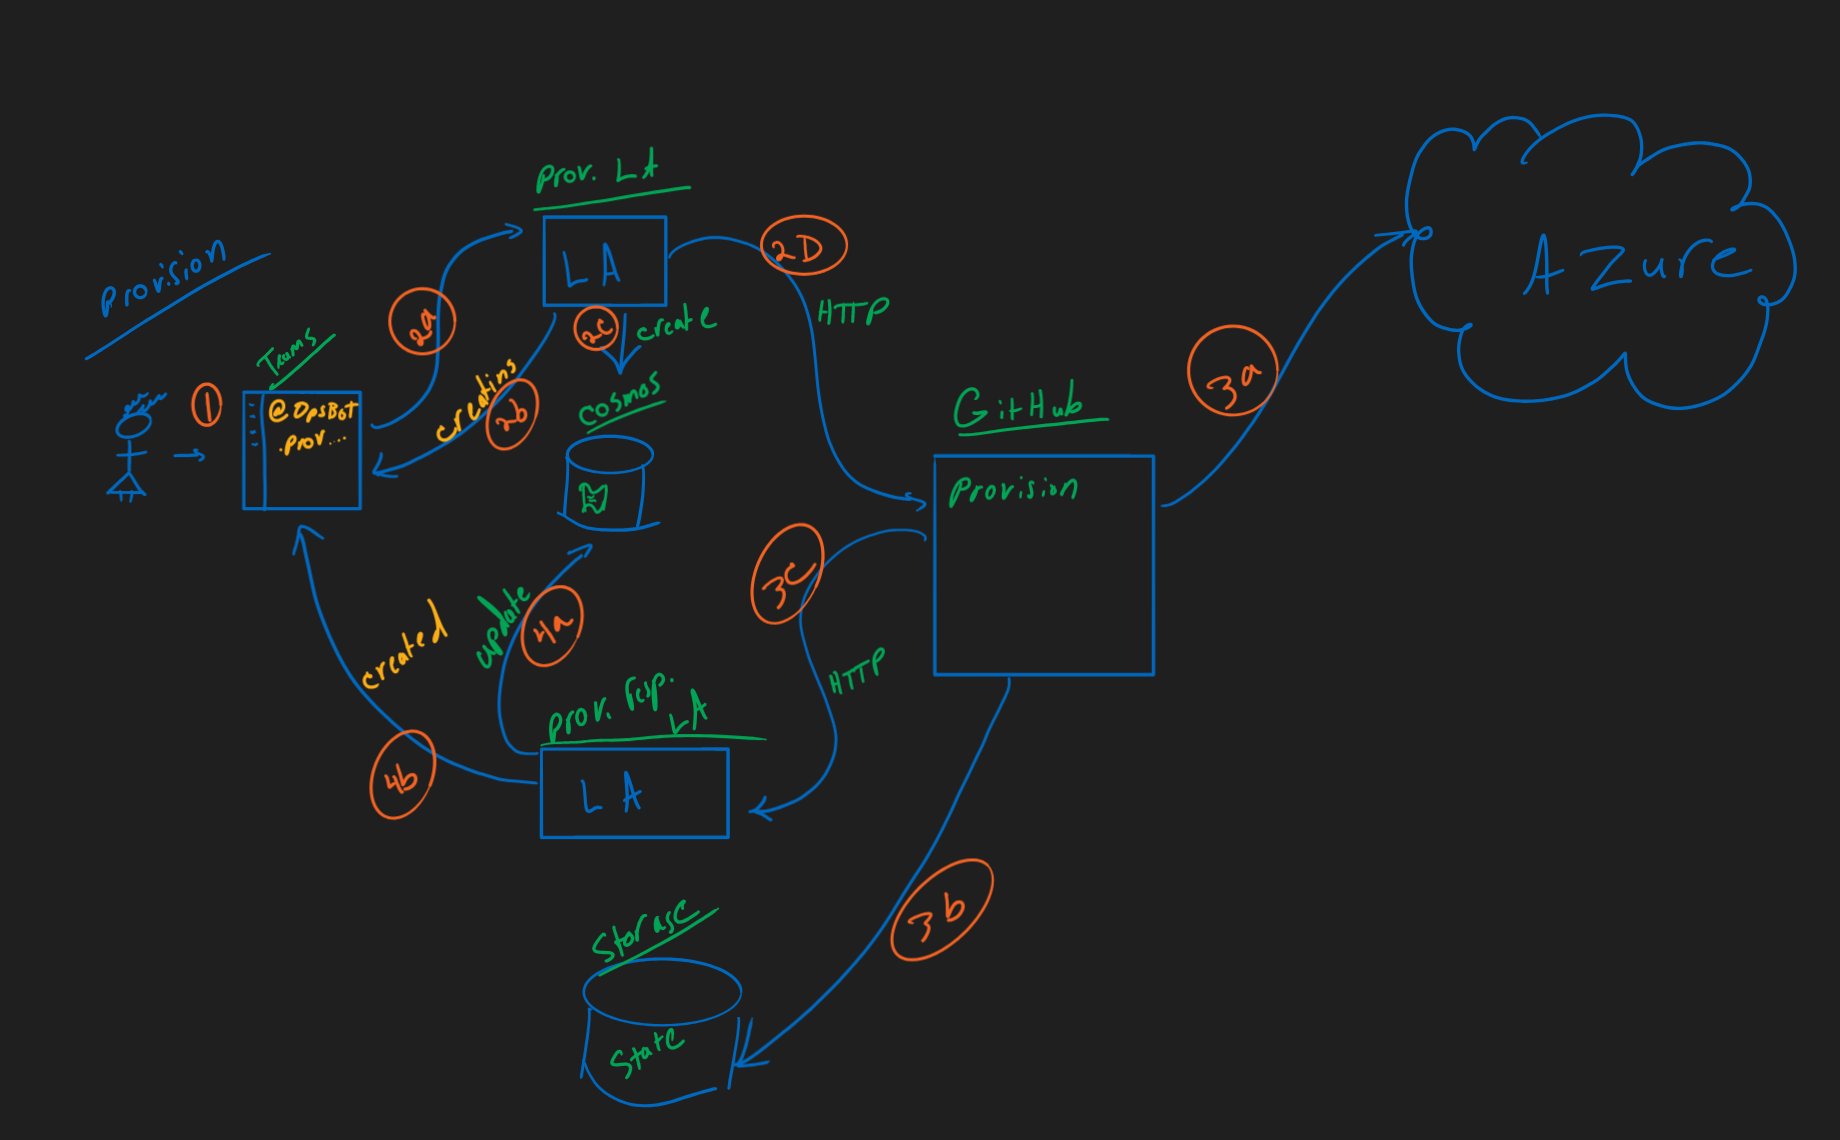 Provision
Teams
1
@OpsBot
.Prov....
2a
Prov. LA
LA
2c
create
creating
2b
cosmos
2D
HTTP
GitHub
Provision
3a
Azure
3c
HTTP
update
4a
created
4b
Prov. Resp.
LA
LA
3b
Storage
State